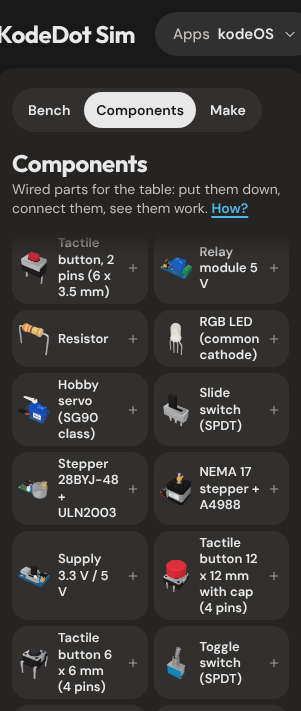 KodeDot Sim
Apps kodeOS
Bench Components Make
Components
Wired parts for the table: put them down,
connect them, see them work. How?
Tactile
button, 2
pins (6 x
3.5 mm)
+
Relay
module 5
V
+
Resistor
+
RGB LED
(common
cathode)
+
Hobby
servo
(SG90
class)
+
Slide
switch
(SPDT)
+
Stepper
28BYJ-48
+
ULN2003
+
NEMA 17
stepper +
A4988
+
Supply
3.3 V / 5
V
+
Tactile
button 12
x 12 mm
with cap
(4 pins)
+
Tactile
button 6
x 6 mm
(4 pins)
+
Toggle
switch
(SPDT)
+